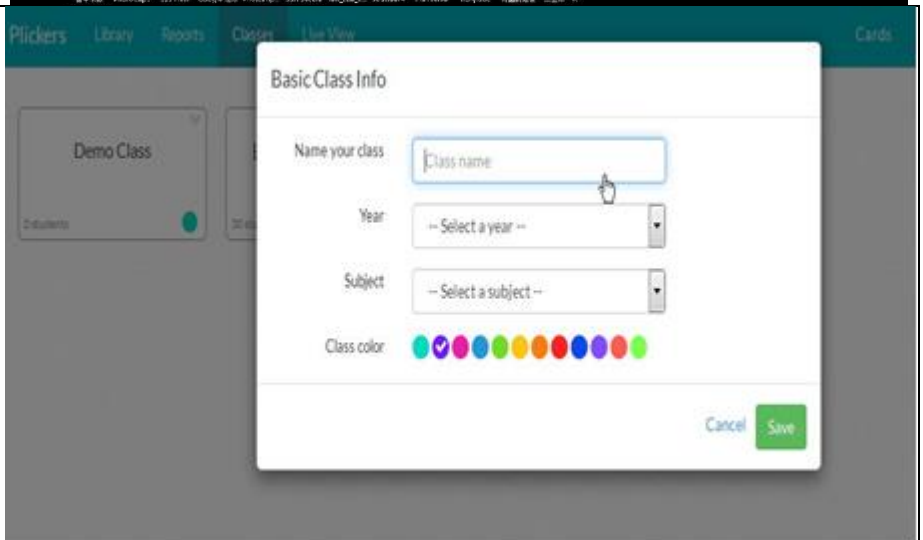 Plickers Library Reports Classes Live View Cards
Basic Class Info
Demo Class
Name your class
Class name
Year
-- Select a year --
Subject
-- Select a subject --
Class color
Cancel Save